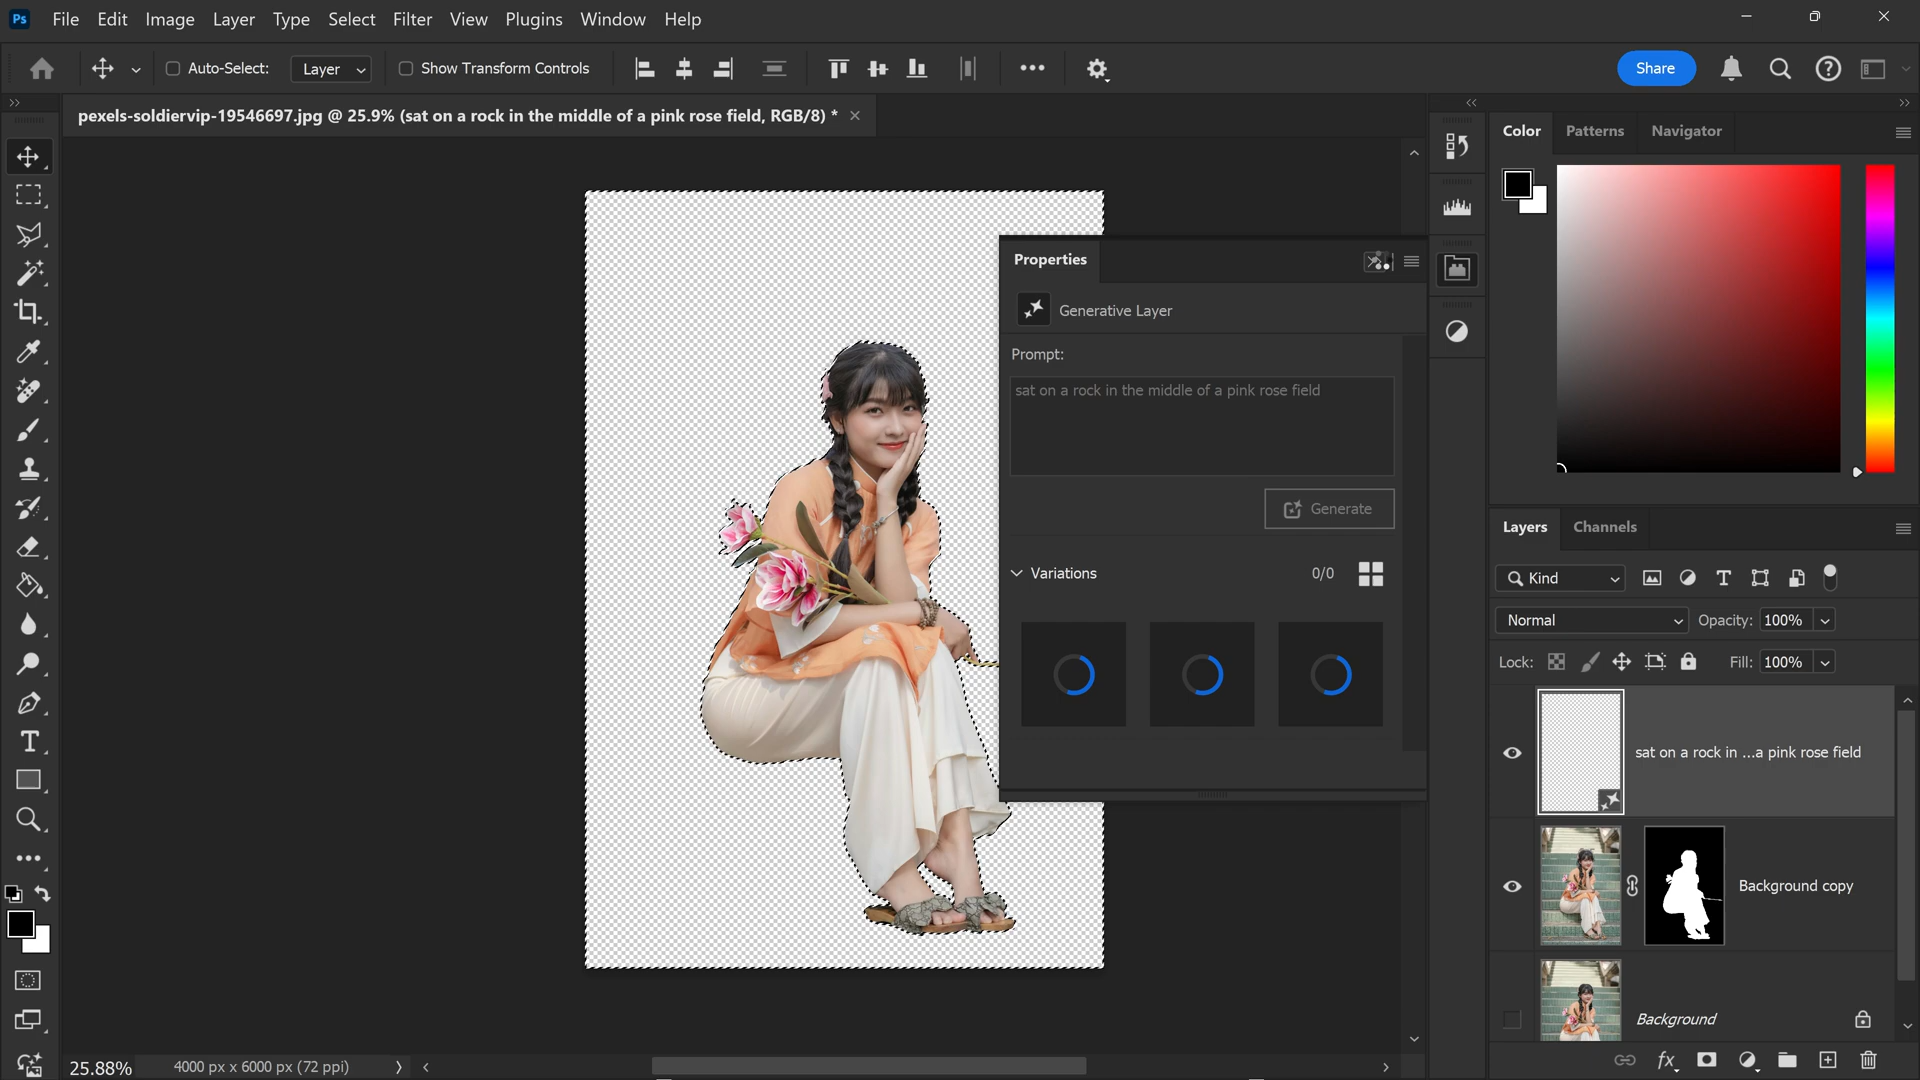 Ps File Edit Image Layer Type Select Filter View Plugins Window Help
Auto-Select: Layer Show Transform Controls Share
pexels-soldiervip-19546697.jpg @ 25.9% (sat on a rock in the middle of a pink rose field, RGB/8) *
Color Patterns Navigator
Properties
Generative Layer
Prompt:
sat on a rock in the middle of a pink rose field
Generate
Variations 0/0
Layers Channels
Kind
Normal Opacity: 100%
Lock: Fill: 100%
sat on a rock in ...a pink rose field
Background copy
Background
25.88% 4000 px x 6000 px (72 ppi)